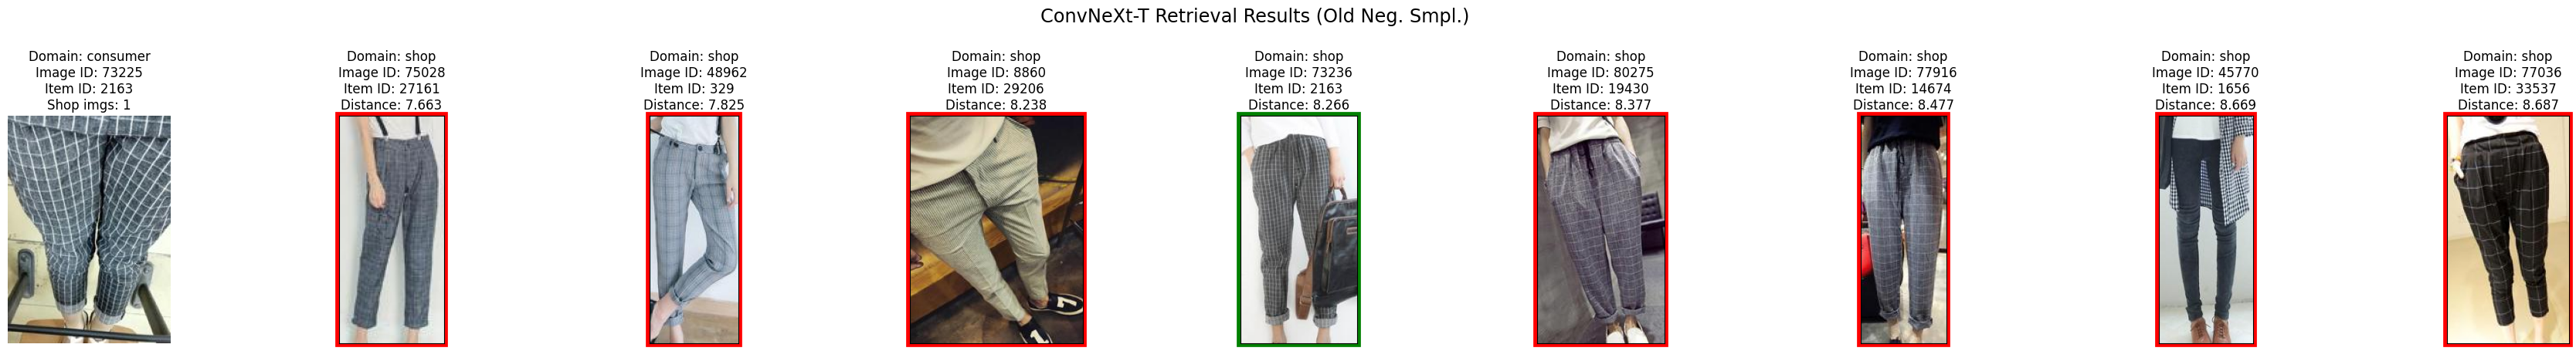 ConvNeXt-T Retrieval Results (Old Neg. Smpl.)
Domain: consumer
Image ID: 73225
Item ID: 2163
Shop imgs: 1
Domain: shop
Image ID: 75028
Item ID: 27161
Distance: 7.663
Domain: shop
Image ID: 48962
Item ID: 329
Distance: 7.825
Domain: shop
Image ID: 8860
Item ID: 29206
Distance: 8.238
Domain: shop
Image ID: 73236
Item ID: 2163
Distance: 8.266
Domain: shop
Image ID: 80275
Item ID: 19430
Distance: 8.377
Domain: shop
Image ID: 77916
Item ID: 14674
Distance: 8.477
Domain: shop
Image ID: 45770
Item ID: 1656
Distance: 8.669
Domain: shop
Image ID: 77036
Item ID: 33537
Distance: 8.687